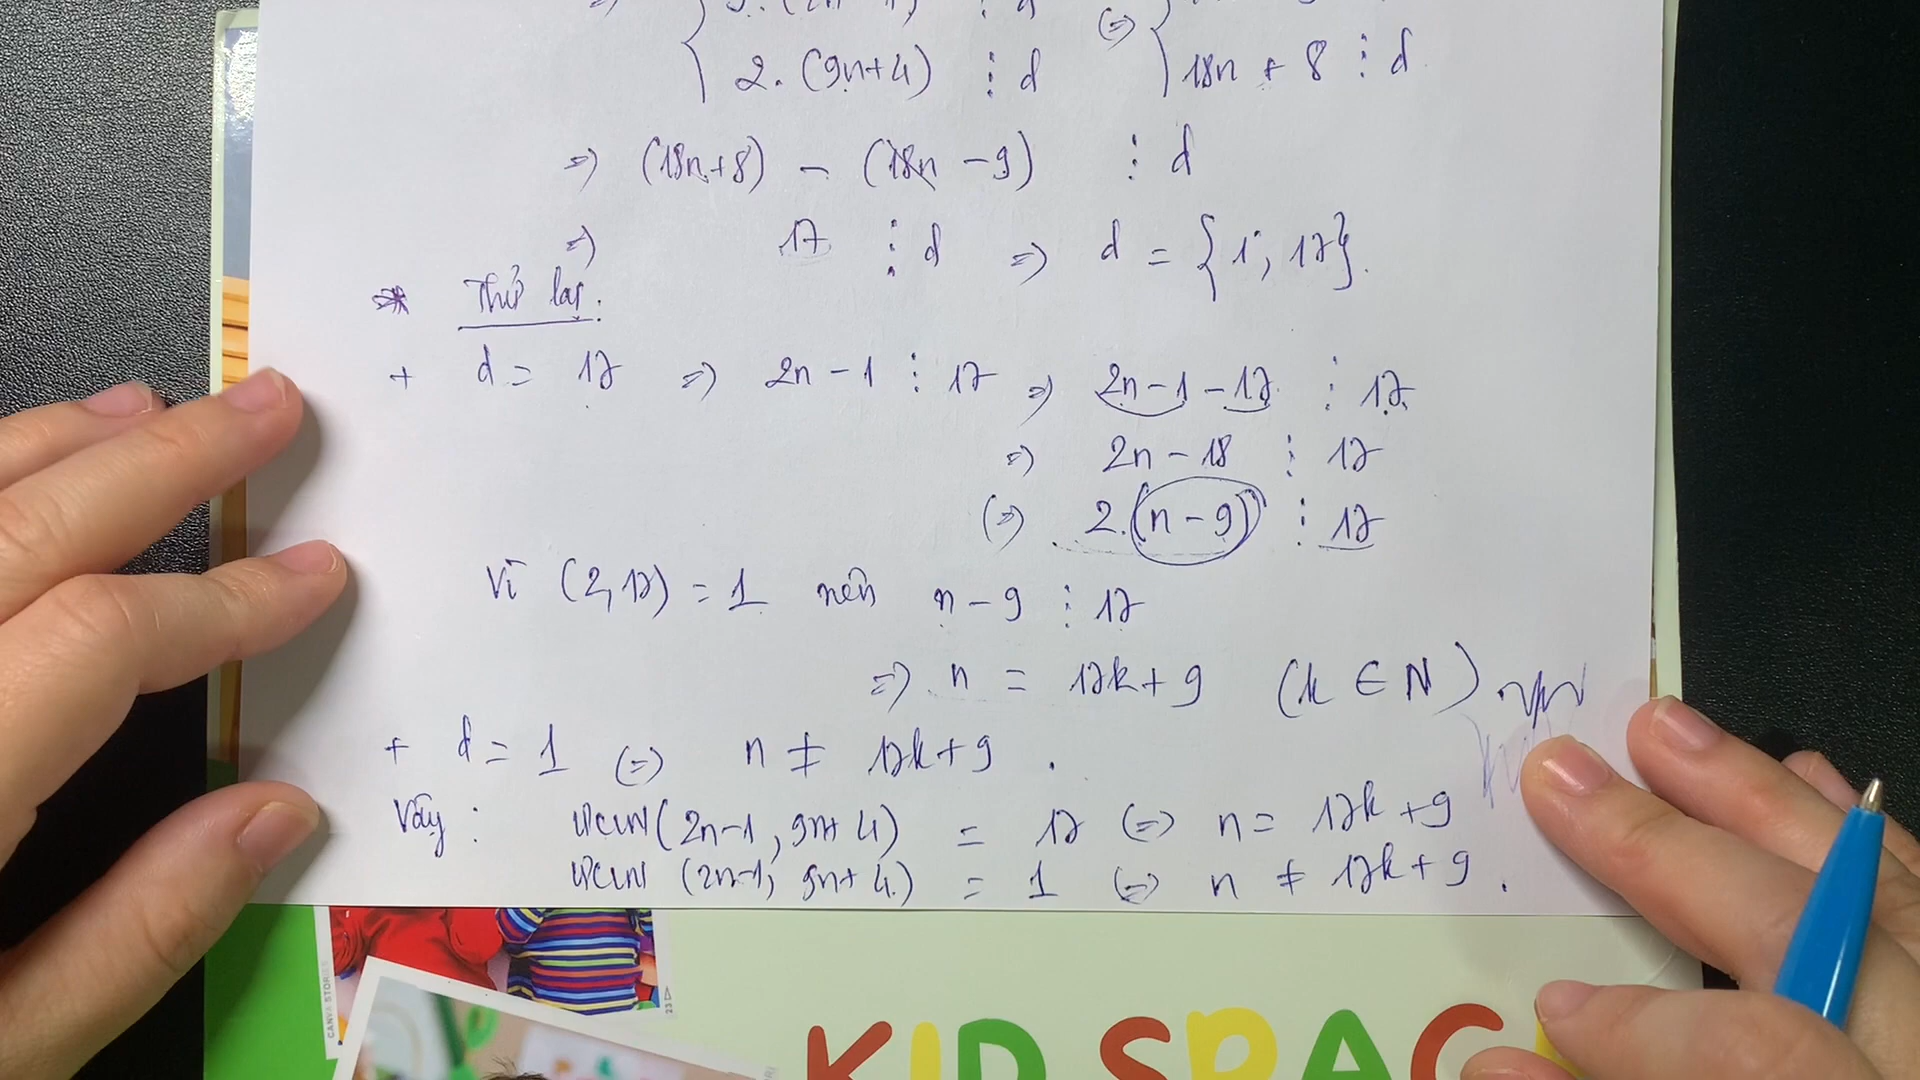 2.(9n+4) ⋮ d
(=) 18n + 8 ⋮ d
=) (18n+8) - (18n - 9) ⋮ d
=) 17 ⋮ d =) d = {1; 17}.
* Thử lại:
+ d = 17 =) 2n - 1 ⋮ 17 =) 2n - 1 - 17 ⋮ 17
=) 2n - 18 ⋮ 17
(=) 2.(n - 9) ⋮ 17
Vì (2,17) = 1 nên n - 9 ⋮ 17
=) n = 17k + 9 (k ∈ N)
+ d = 1 (=) n ≠ 17k + 9.
Vậy: ƯCLN(2n-1, 9n+4) = 17 (=) n = 17k + 9
ƯCLN (2n-1, 9n+4) = 1 (=) n ≠ 17k + 9.
CANVA STORIES
23
KID SPAC